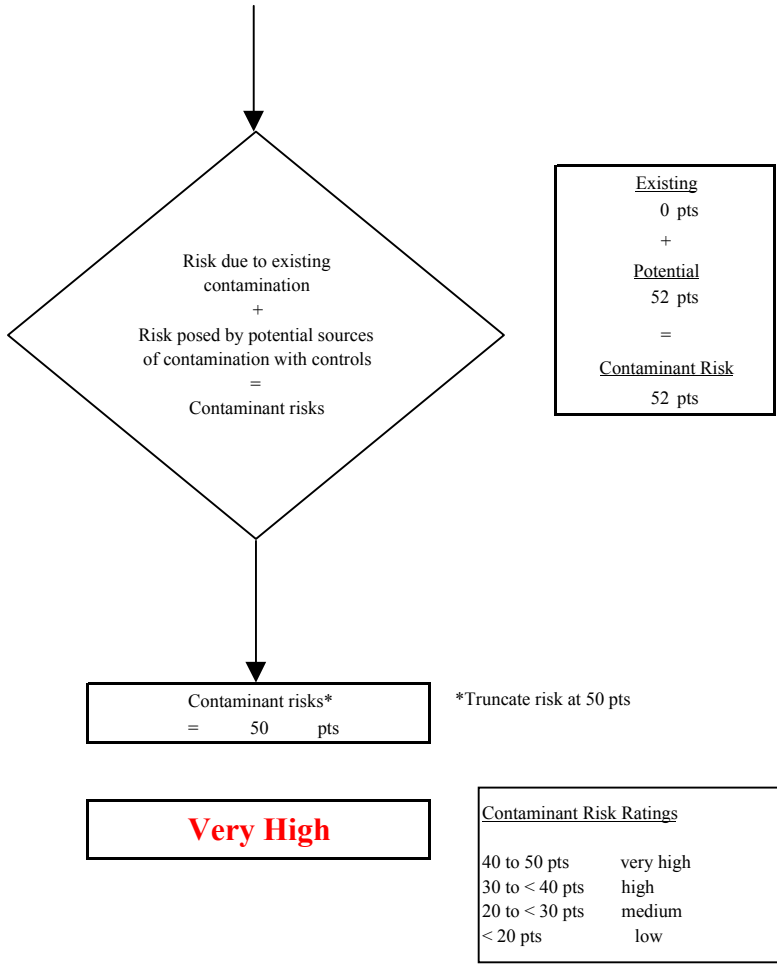 Risk due to existing
contamination
+
Risk posed by potential sources
of contamination with controls
=
Contaminant risks
Existing
0 pts
+
Potential
52 pts
=
Contaminant Risk
52 pts
Contaminant risks*
= 50 pts
*Truncate risk at 50 pts
Very High
Contaminant Risk Ratings
40 to 50 pts very high
30 to < 40 pts high
20 to < 30 pts medium
< 20 pts low